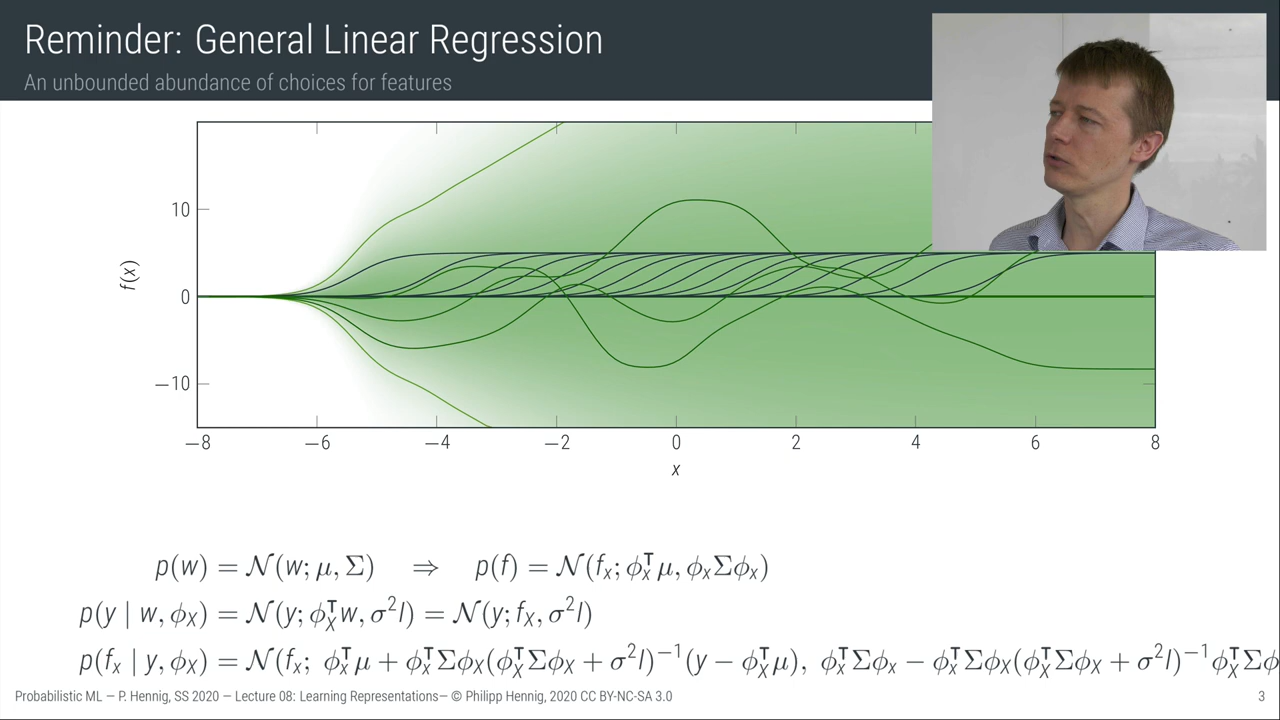 Reminder: General Linear Regression
An unbounded abundance of choices for features
10
0
−10
f(x)
−8 −6 −4 −2 0 2 4 6 8
x
p(w) = 𝒩(w; μ, Σ) ⇒ p(f) = 𝒩(f_x; ϕ_x^⊤ μ, ϕ_x Σϕ_x)
p(y | w, ϕ_X) = 𝒩(y; ϕ_X^⊤ w, σ²I) = 𝒩(y; f_X, σ²I)
p(f_x | y, ϕ_X) = 𝒩(f_x; ϕ_x^⊤ μ + ϕ_x^⊤ Σϕ_X(ϕ_X^⊤ Σϕ_X + σ²I)^{−1}(y − ϕ_X^⊤ μ), ϕ_x^⊤ Σϕ_x − ϕ_x^⊤ Σϕ_X(ϕ_X^⊤ Σϕ_X + σ²I)^{−1} ϕ_X^⊤ Σϕ
Probabilistic ML — P. Hennig, SS 2020 — Lecture 08: Learning Representations— © Philipp Hennig, 2020 CC BY-NC-SA 3.0 3